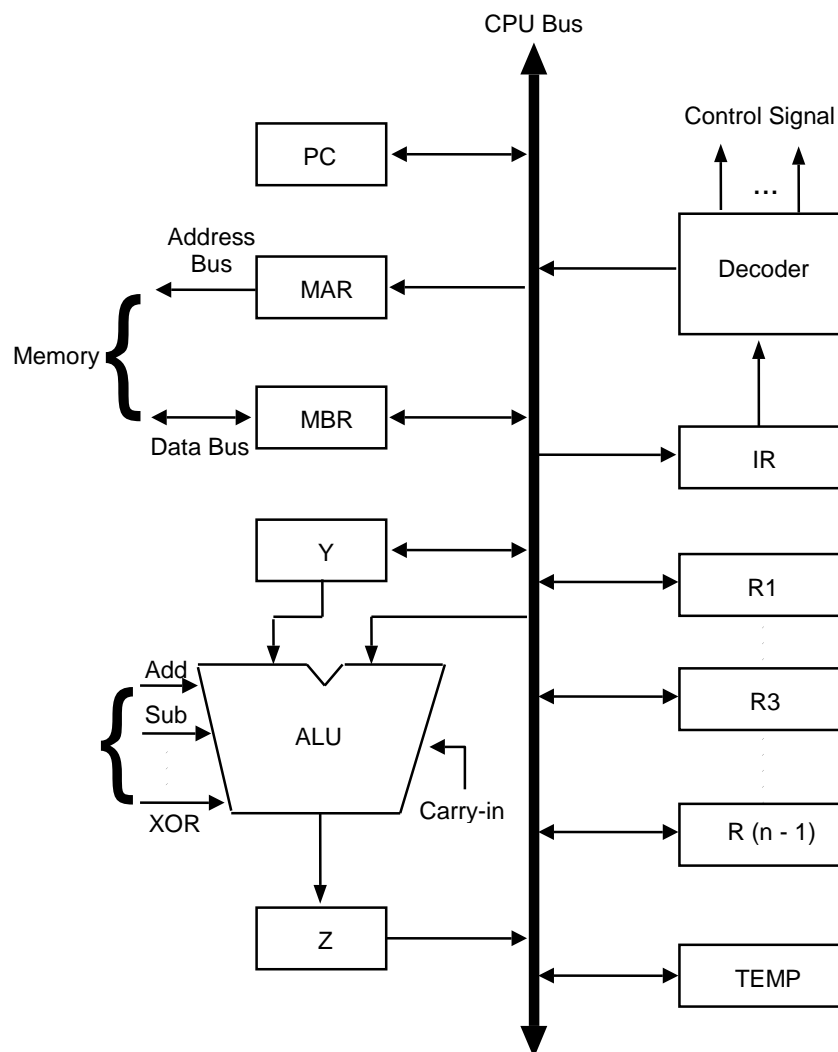 CPU Bus
Control Signal
PC
...
Address
Bus
Decoder
MAR
Memory
MBR
Data Bus
IR
Y
R1
Add
R3
Sub
ALU
XOR
Carry-in
R (n - 1)
Z
TEMP